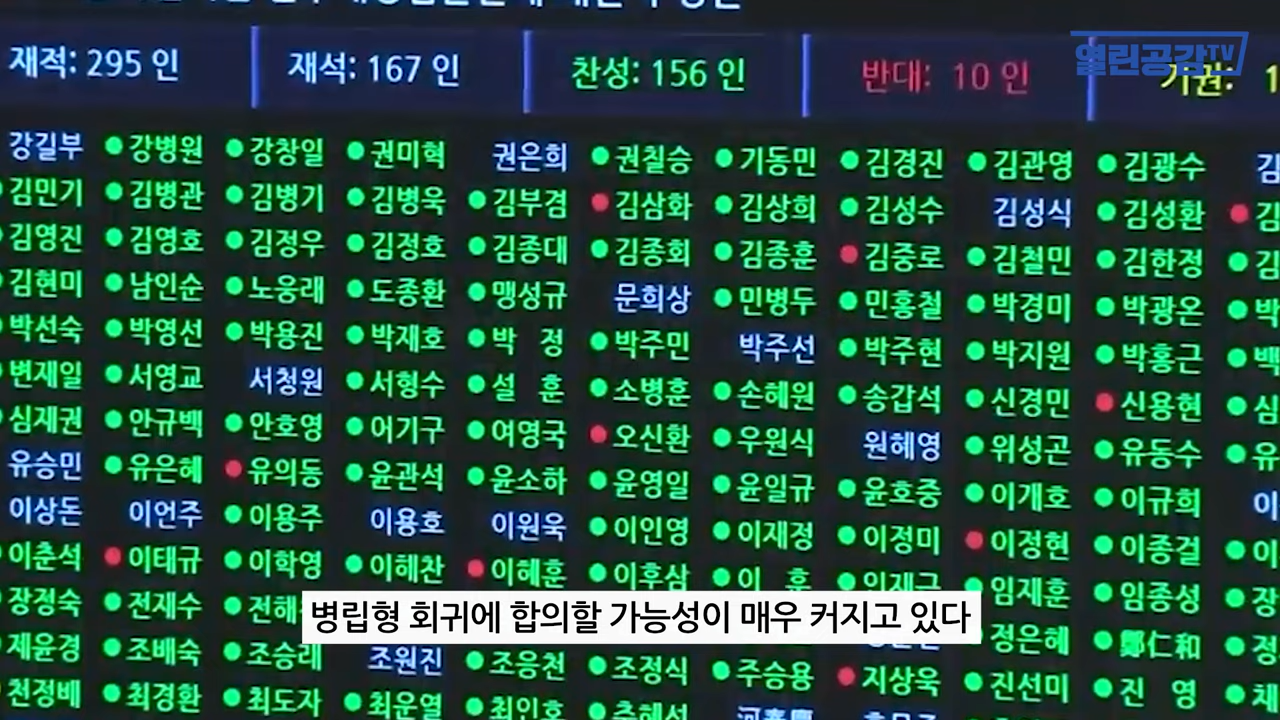 재적: 295 인 재석: 167 인 찬성: 156 인 반대: 10 인 기권: 1
열린공감TV
강길부 강병원 강창일 권미혁 권은희 권칠승 기동민 김경진 김관영 김광수
김민기 김병관 김병기 김병욱 김부겸 김삼화 김상희 김성수 김성식 김성환
김영진 김영호 김정우 김정호 김종대 김종회 김종훈 김중로 김철민 김한정
김현미 남인순 노웅래 도종환 맹성규 문희상 민병두 민홍철 박경미 박광온
박선숙 박영선 박용진 박재호 박 정 박주민 박주선 박주현 박지원 박홍근
변재일 서영교 서청원 서형수 설 훈 소병훈 손혜원 송갑석 신경민 신용현
심재권 안규백 안호영 어기구 여영국 오신환 우원식 원혜영 위성곤 유동수
유승민 유은혜 유의동 윤관석 윤소하 윤영일 윤일규 윤호중 이개호 이규희
이상돈 이언주 이용주 이용호 이원욱 이인영 이재정 이정미 이정현 이종걸
이춘석 이태규 이학영 이해찬 이혜훈 이후삼 이 훈 임재훈 임종성
장정숙 전재수
병립형 회귀에 합의할 가능성이 매우 커지고 있다
정은혜 鄭仁和
제윤경 조배숙 조승래 조원진 조응천 조정식 주승용 지상욱 진선미 진 영
천정배 최경환 최도자 최운열 최인호